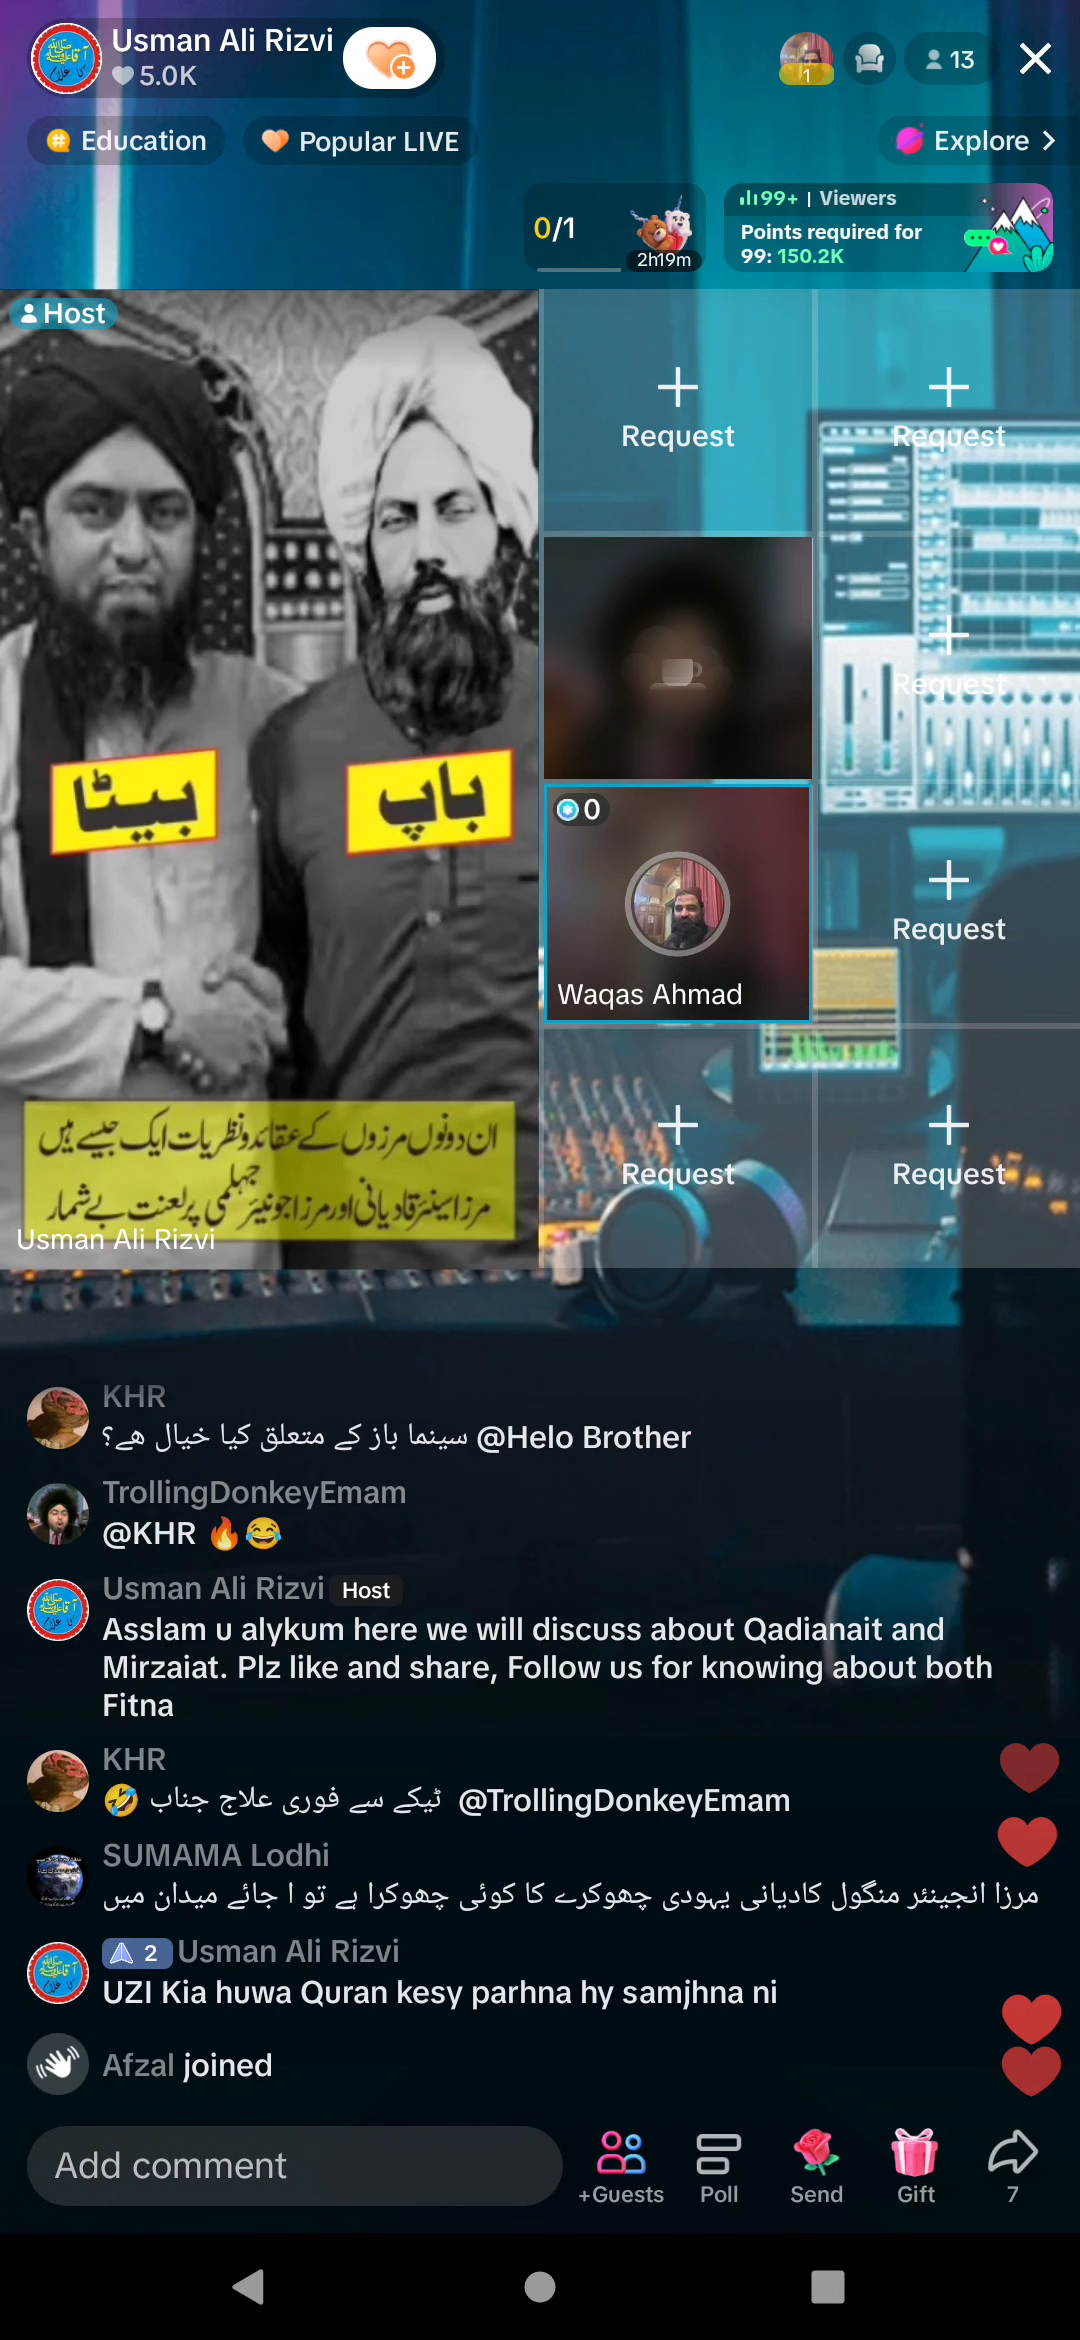 Usman Ali Rizvi
5.0K
1
13
Education
Popular LIVE
Explore
0/1
2h19m
99+ | Viewers
Points required for
99: 150.2K
Host
Request
Request
بیٹا
باپ
Request
0
Waqas Ahmad
Request
ان دونوں مرزوں کے عقائد و نظریات ایک جیسے ہیں
مرزا سینئر قادیانی اور مرزا جونیئر جہلمی پر لعنت بے شمار
Usman Ali Rizvi
Request
Request
KHR
@Helo Brother سینما باز کے متعلق کیا خیال ھے؟
TrollingDonkeyEmam
@KHR 🔥😂
Usman Ali Rizvi Host
Asslam u alykum here we will discuss about Qadianait and
Mirzaiat. Plz like and share, Follow us for knowing about both
Fitna
KHR
@TrollingDonkeyEmam ٹیکے سے فوری علاج جناب 🤣
SUMAMA Lodhi
مرزا انجینئر منگول کادیانی یہودی چھوکرے کا کوئی چھوکرا ہے تو ا جائے میدان میں
2 Usman Ali Rizvi
UZI Kia huwa Quran kesy parhna hy samjhna ni
Afzal joined
Add comment
+Guests
Poll
Send
Gift
7